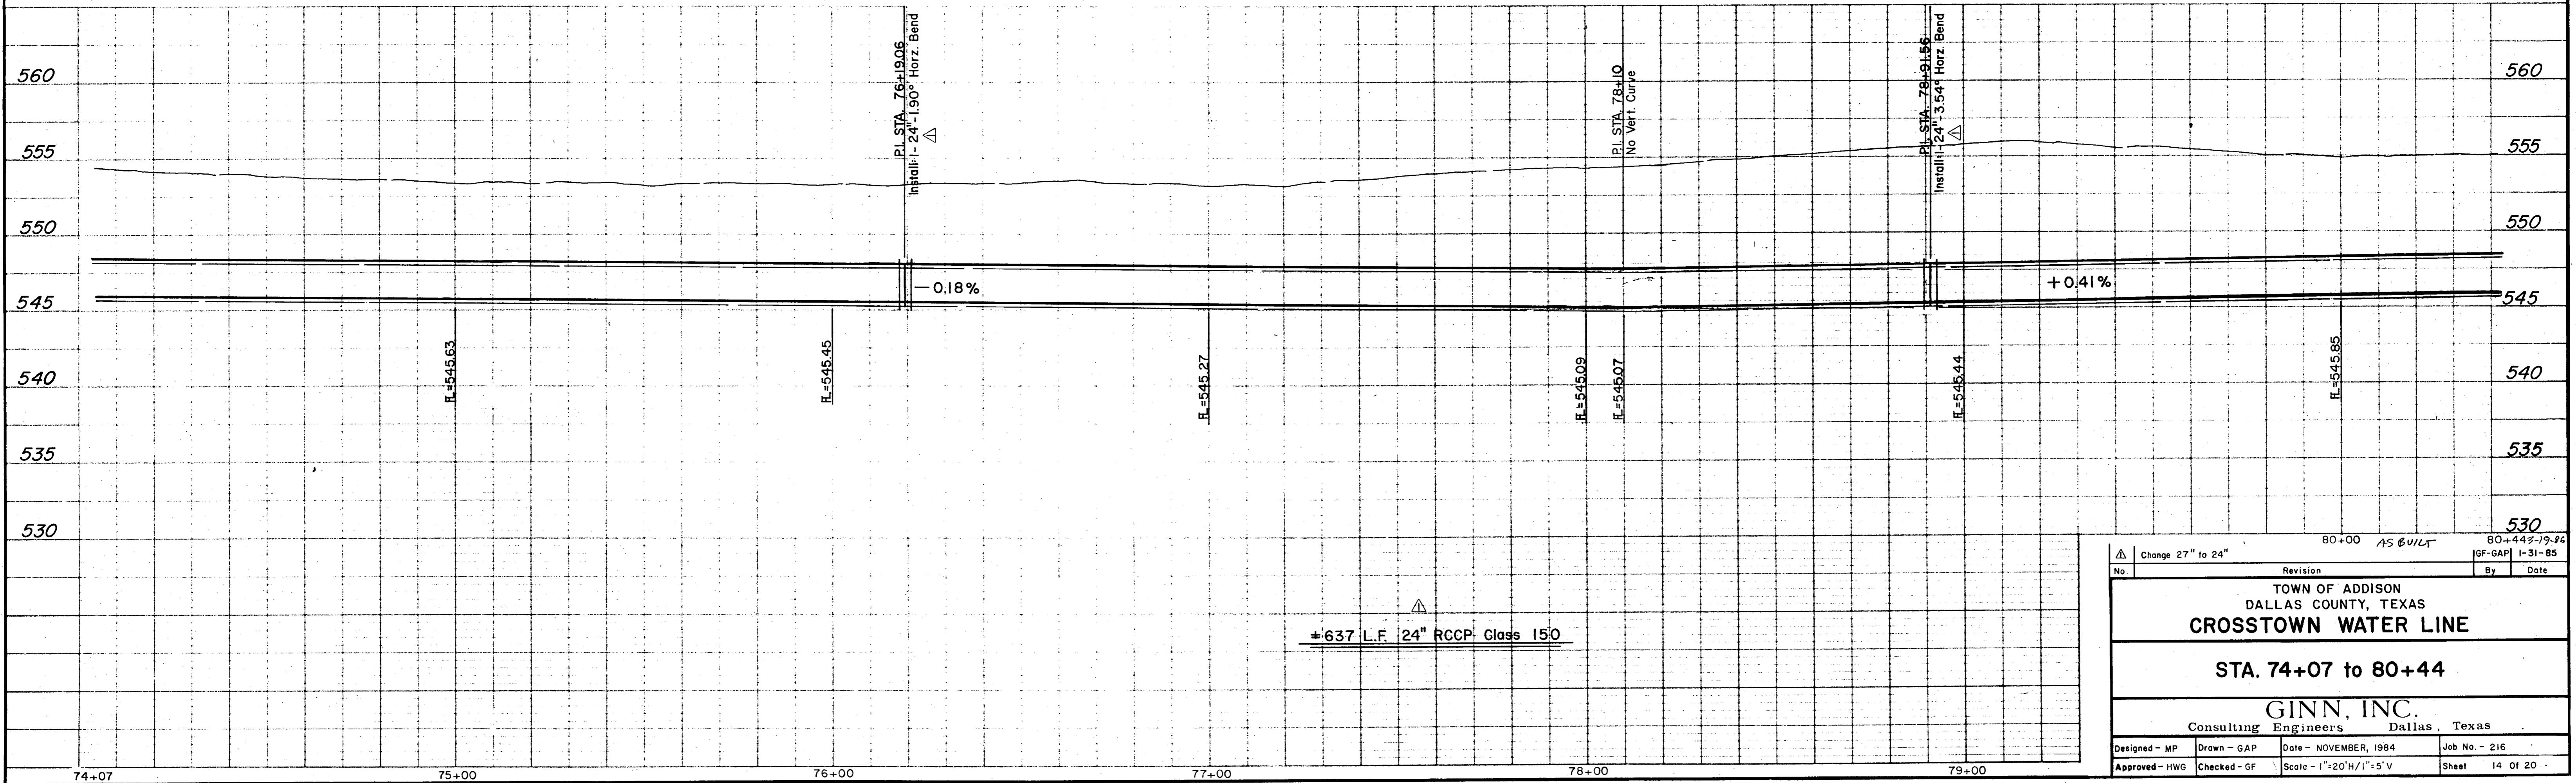 P.I. STA. 76+19.06
Install:1-24"-1.90° Horz. Bend
P.I. STA. 78+10
No Vert. Curve
P.I. STA. 78+91.56
Install:1-24"-3.54° Horz. Bend
560
560
555
555
550
550
-0.18%
+0.41%
545
545
FL=545.63
FL=545.45
FL=545.27
FL=545.09
FL=545.07
FL=545.44
FL=545.85
540
540
535
535
530
530
±637 L.F. 24" RCCP Class 150
74+07
75+00
76+00
77+00
78+00
79+00
80+00 AS BUILT 80+44 3-19-86
1 Change 27" to 24" GF-GAP 1-31-85
No. Revision By Date
TOWN OF ADDISON
DALLAS COUNTY, TEXAS
CROSSTOWN WATER LINE
STA. 74+07 to 80+44
GINN, INC.
Consulting Engineers Dallas, Texas
Designed - MP Drawn - GAP Date - NOVEMBER, 1984 Job No. - 216
Approved - HWG Checked - GF Scale - 1"=20'H/1"=5'V Sheet 14 Of 20